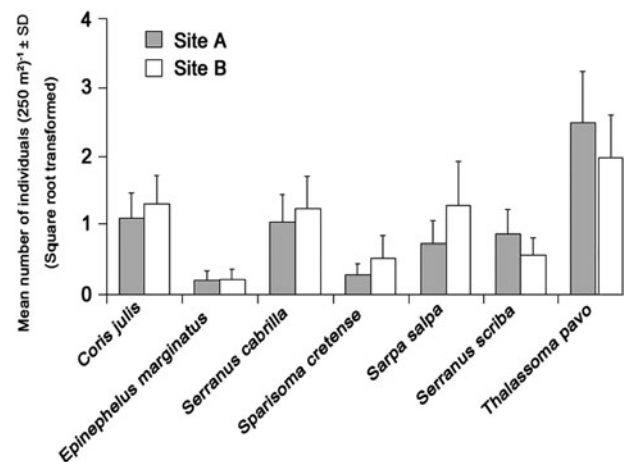 Mean number of individuals (250 m²)⁻¹ ± SD
(Square root transformed)
4
3
2
1
0
Site A
Site B
Coris julis
Epinephelus marginatus
Serranus cabrilla
Sparisoma cretense
Sarpa salpa
Serranus scriba
Thalassoma pavo